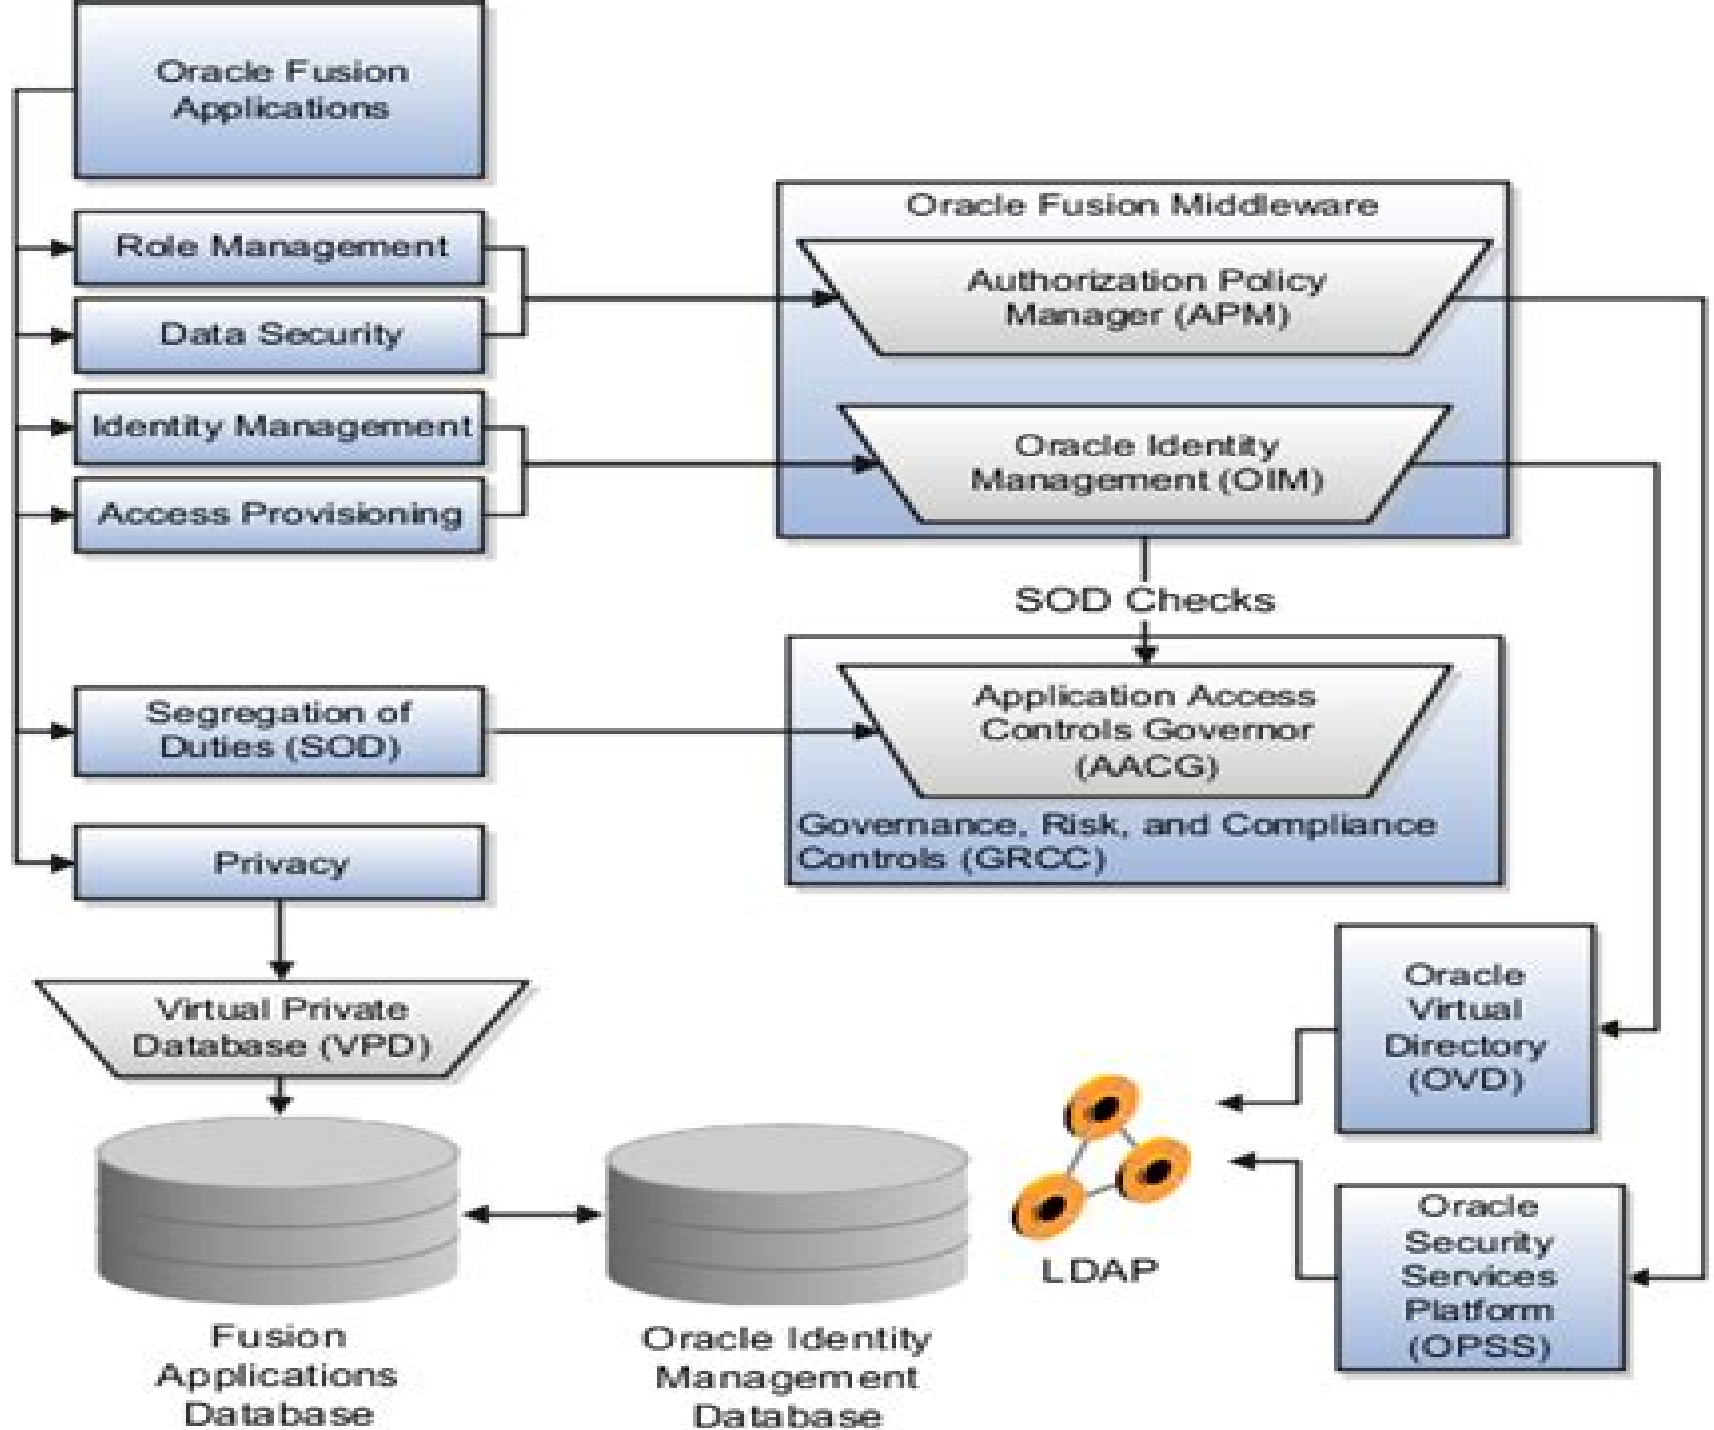 Oracle Fusion
Applications
Role Management
Data Security
Identity Management
Access Provisioning
Segregation of
Duties (SOD)
Privacy
Virtual Private
Database (VPD)
Fusion
Applications
Database
Oracle Fusion Middleware
Authorization Policy
Manager (APM)
Oracle Identity
Management (OIM)
SOD Checks
Application Access
Controls Governor
(AACG)
Governance, Risk, and Compliance
Controls (GRCC)
Oracle
Virtual
Directory
(OVD)
Oracle
Security
Services
Platform
(OPSS)
LDAP
Oracle Identity
Management
Database